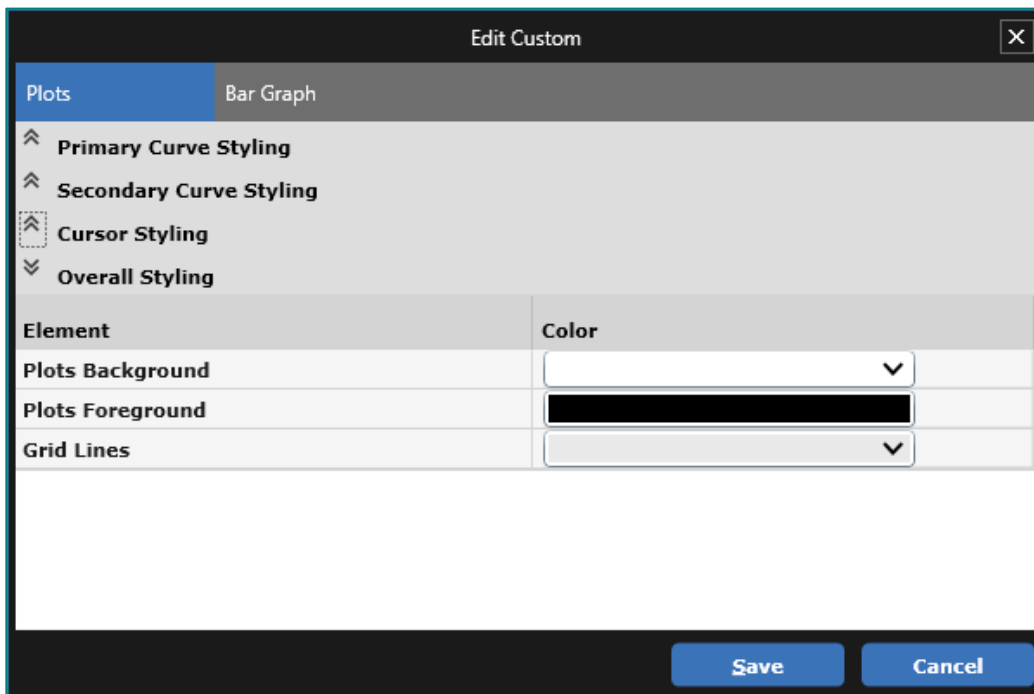 Edit Custom
Plots Bar Graph
Primary Curve Styling
Secondary Curve Styling
Cursor Styling
Overall Styling
Element Color
Plots Background
Plots Foreground
Grid Lines
Save Cancel